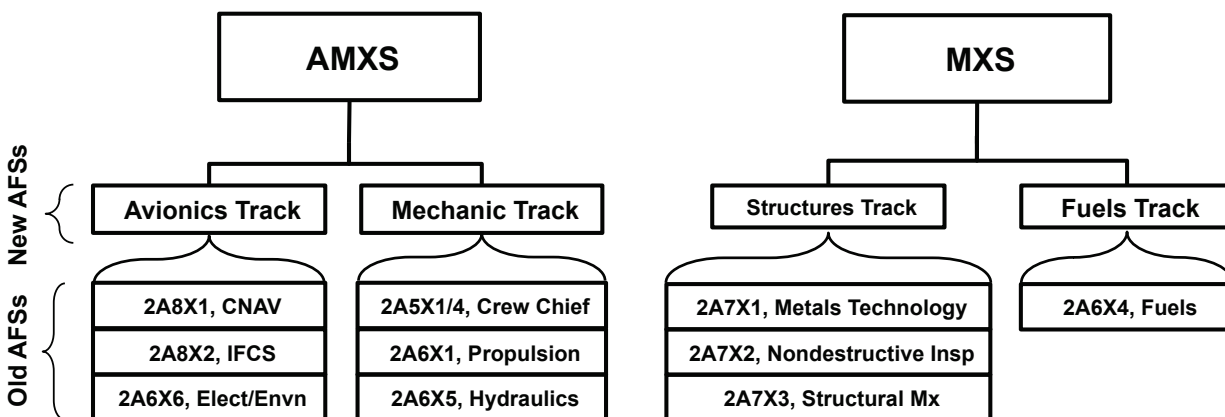 AMXS
MXS
New AFSs
Avionics Track
Mechanic Track
Structures Track
Fuels Track
Old AFSs
2A8X1, CNAV
2A5X1/4, Crew Chief
2A7X1, Metals Technology
2A6X4, Fuels
2A8X2, IFCS
2A6X1, Propulsion
2A7X2, Nondestructive Insp
2A6X6, Elect/Envn
2A6X5, Hydraulics
2A7X3, Structural Mx